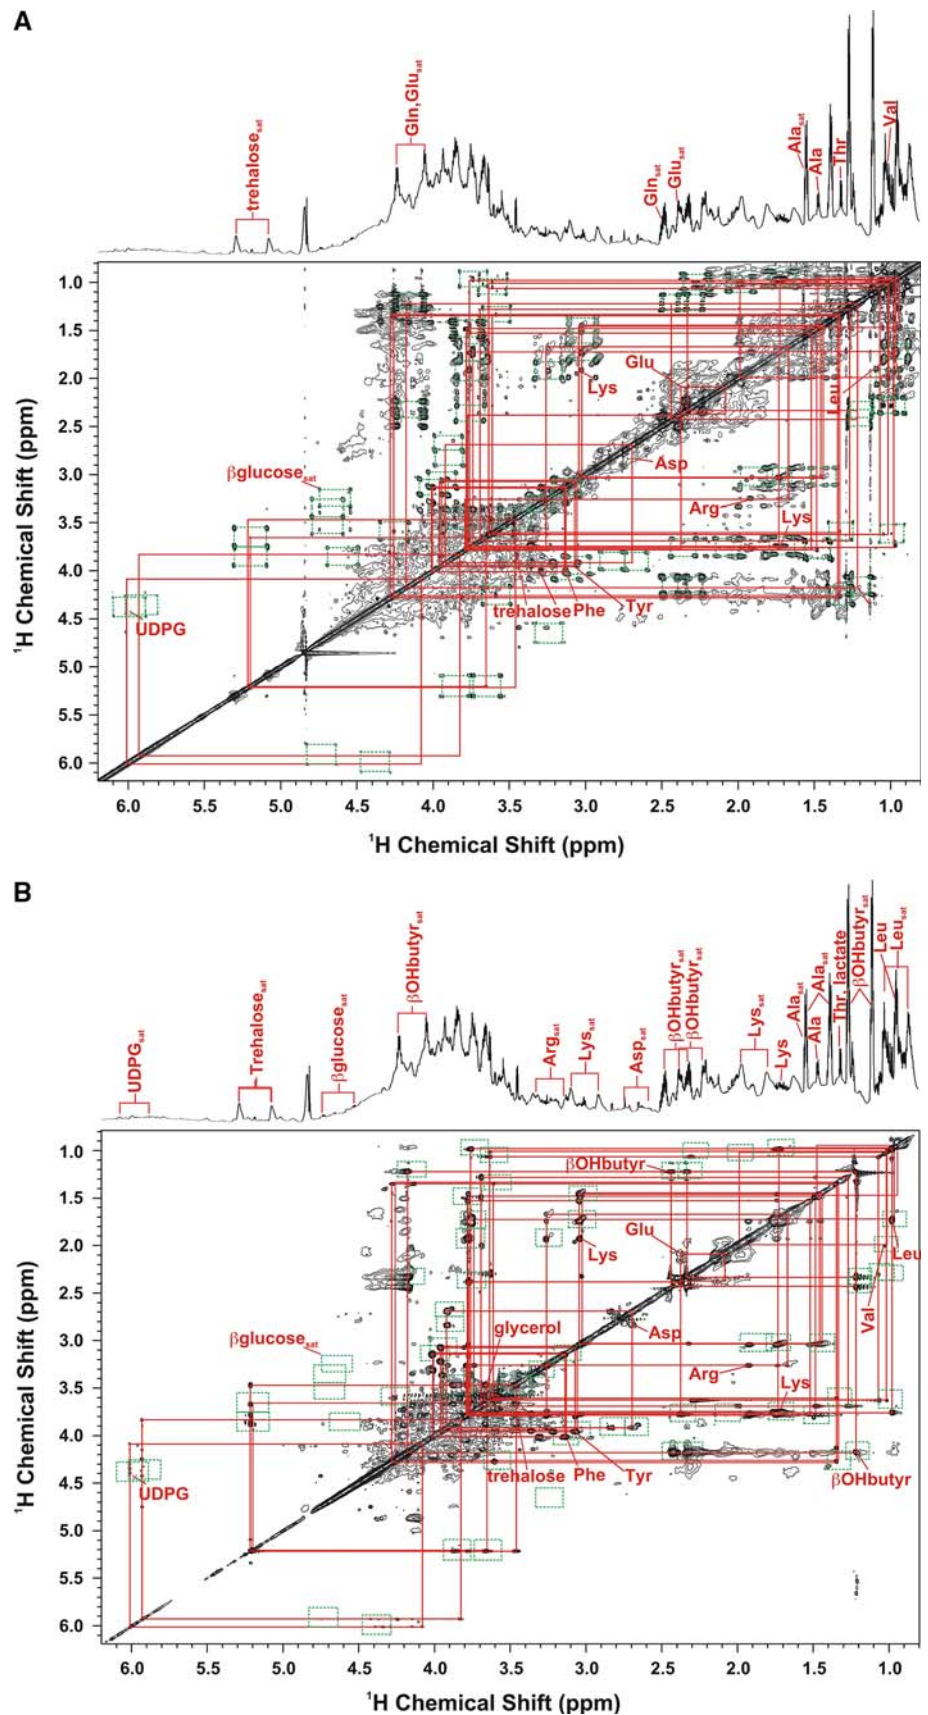 A
trehalose_sat
Gln,Glu_sat
Gln_sat
Glu_sat
Ala_sat
Ala
Thr
Val
1.0
1.5
2.0
2.5
3.0
3.5
4.0
4.5
5.0
5.5
6.0
¹H Chemical Shift (ppm)
Glu
Lys
Leu
βglucose_sat
Asp
Arg
Lys
trehalose
Phe
Tyr
UDPG
6.0 5.5 5.0 4.5 4.0 3.5 3.0 2.5 2.0 1.5 1.0
¹H Chemical Shift (ppm)
B
UDPG_sat
Trehalose_sat
βglucose_sat
βOHbutyr_sat
Arg_sat
Lys_sat
Asp_sat
βOHbutyr_sat
βOHbutyr_sat
Lys_sat
Lys
Ala_sat
Ala
Ala_sat
Thr, lactate
βOHbutyr_sat
Leu
Leu_sat
1.0
1.5
2.0
2.5
3.0
3.5
4.0
4.5
5.0
5.5
6.0
¹H Chemical Shift (ppm)
βOHbutyr
Glu
Lys
Leu
Val
glycerol
Asp
βglucose_sat
Arg
Lys
trehalose
Phe
Tyr
βOHbutyr
UDPG
6.0 5.5 5.0 4.5 4.0 3.5 3.0 2.5 2.0 1.5 1.0
¹H Chemical Shift (ppm)